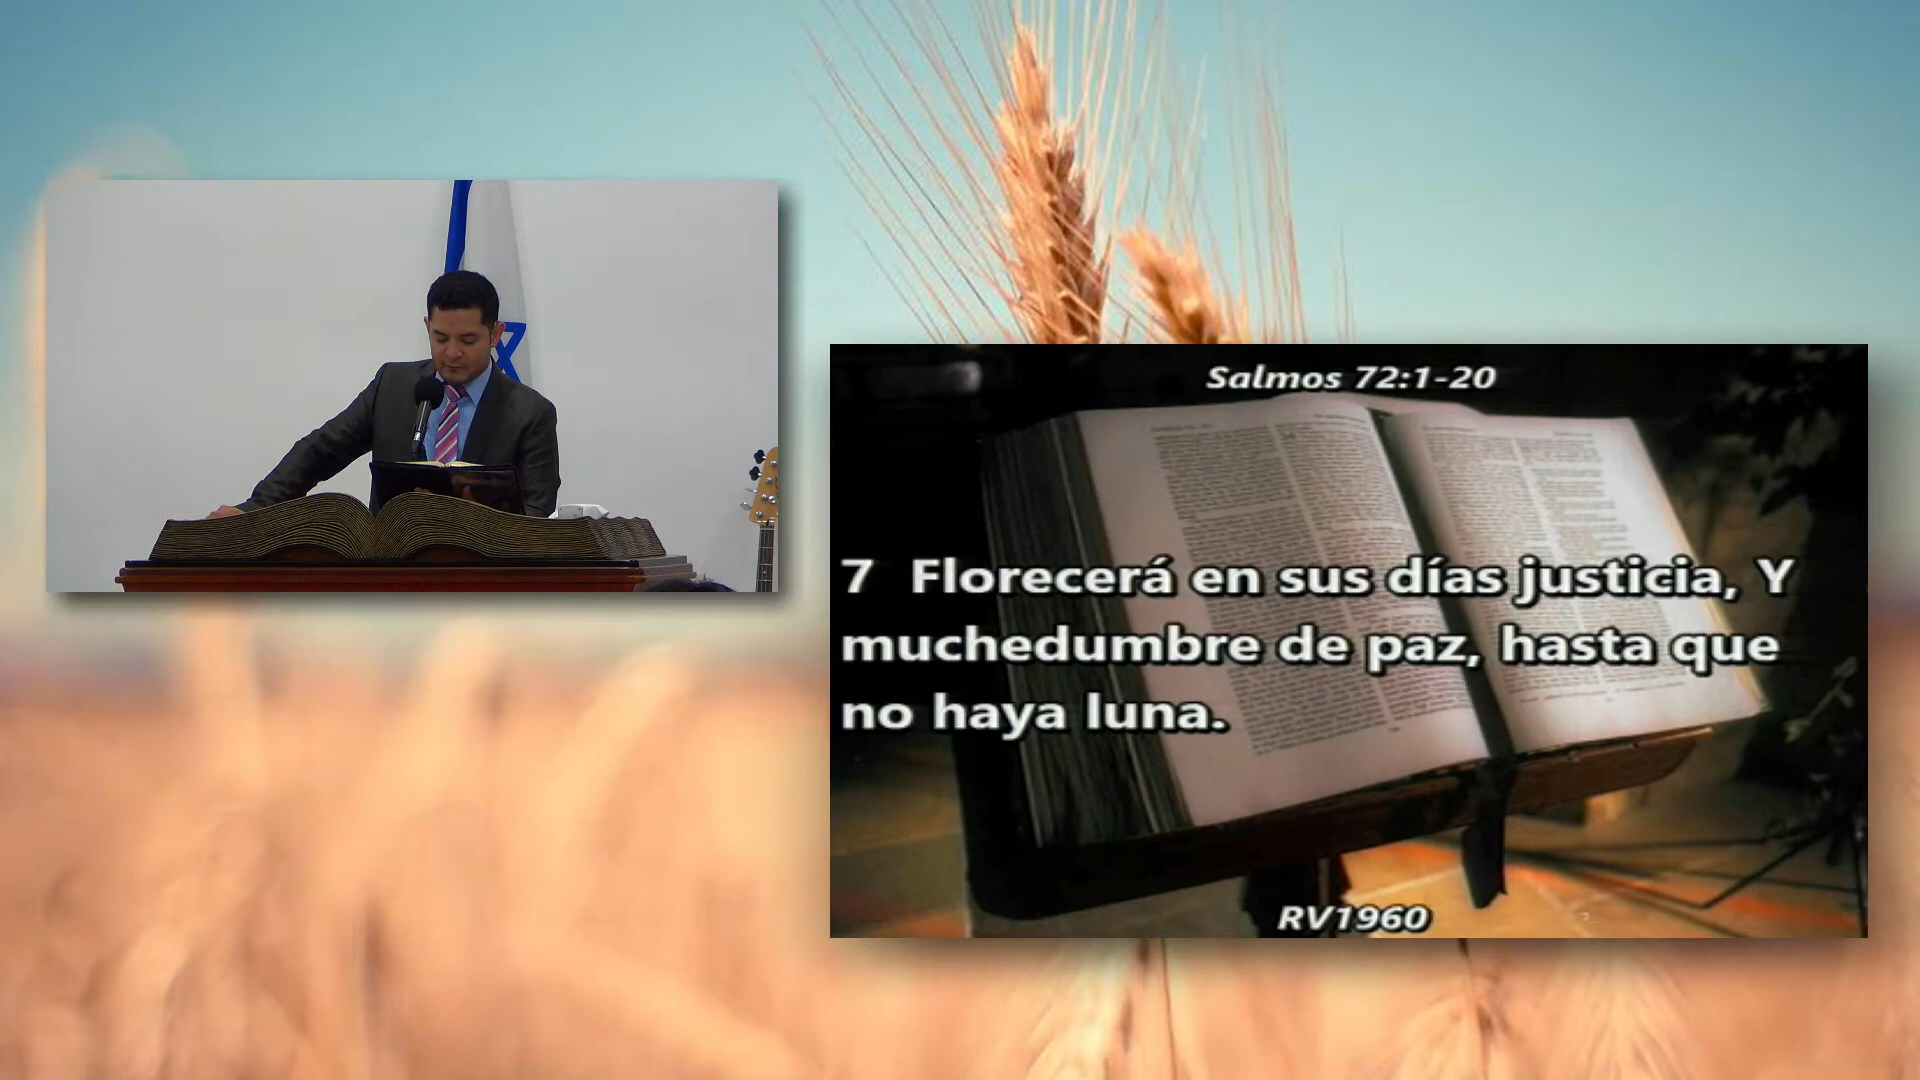 Salmos 72:1-20
7 Florecerá en sus días justicia, Y
muchedumbre de paz, hasta que
no haya luna.
RV1960